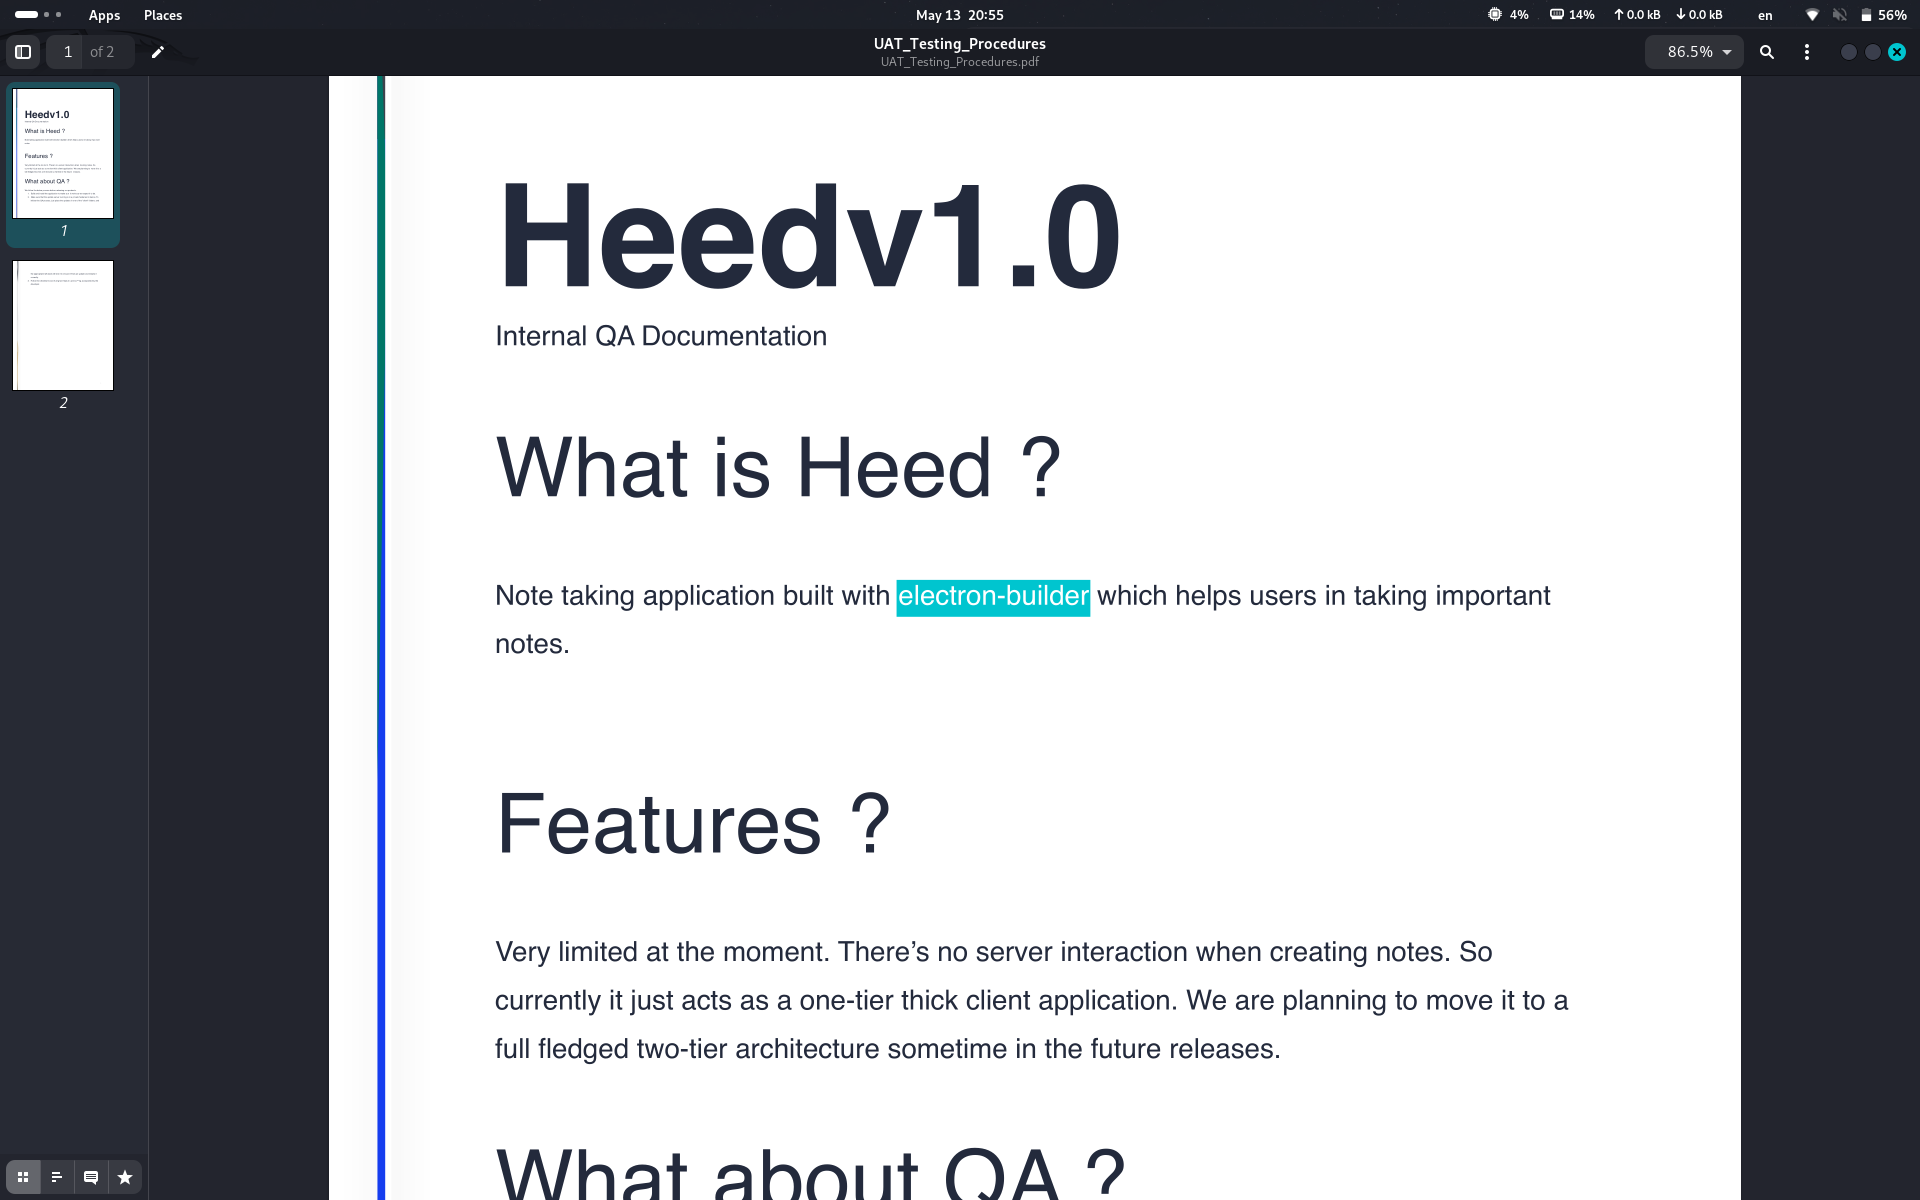 Apps Places May 13 20:55 4% 14% 0.0 kB 0.0 kB en 56%
1 of 2 UAT_Testing_Procedures 86.5%
UAT_Testing_Procedures.pdf
Heedv1.0
What is Heed ?
Features ?
What about QA ?
1
2
Heedv1.0
Internal QA Documentation
What is Heed ?
Note taking application built with electron-builder which helps users in taking important
notes.
Features ?
Very limited at the moment. There’s no server interaction when creating notes. So
currently it just acts as a one-tier thick client application. We are planning to move it to a
full fledged two-tier architecture sometime in the future releases.
What about QA ?